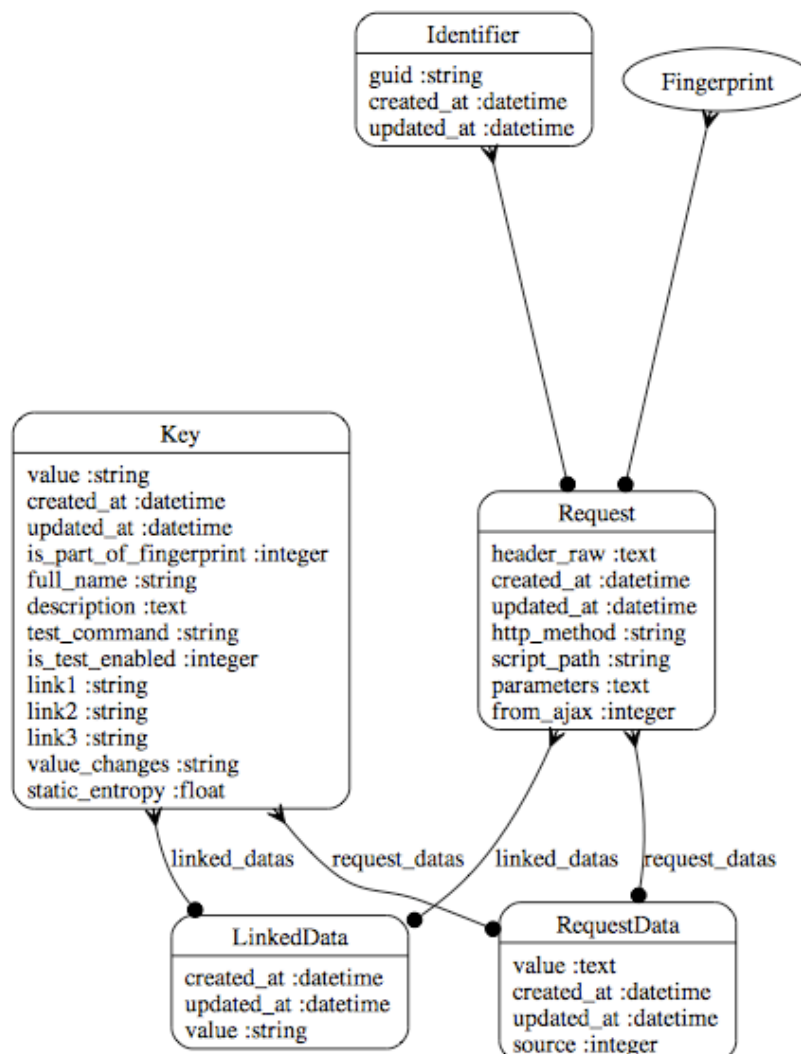 Identifier
guid :string
created_at :datetime
updated_at :datetime
Fingerprint
Key
value :string
created_at :datetime
updated_at :datetime
is_part_of_fingerprint :integer
full_name :string
description :text
test_command :string
is_test_enabled :integer
link1 :string
link2 :string
link3 :string
value_changes :string
static_entropy :float
Request
header_raw :text
created_at :datetime
updated_at :datetime
http_method :string
script_path :string
parameters :text
from_ajax :integer
linked_datas
request_datas
linked_datas
request_datas
LinkedData
created_at :datetime
updated_at :datetime
value :string
RequestData
value :text
created_at :datetime
updated_at :datetime
source :integer